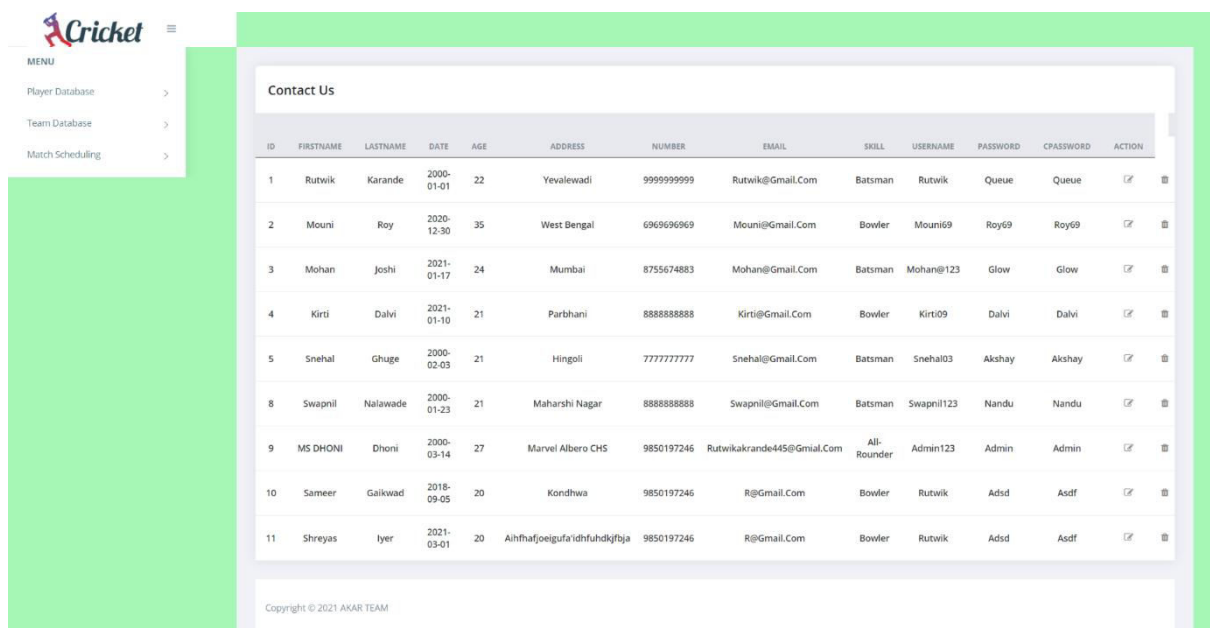 Cricket
MENU
Player Database
Team Database
Match Scheduling
Contact Us
ID FIRSTNAME LASTNAME DATE AGE ADDRESS NUMBER EMAIL SKILL USERNAME PASSWORD CPASSWORD ACTION
1 Rutwik Karande 2000-01-01 22 Yevalewadi 9999999999 Rutwik@Gmail.Com Batsman Rutwik Queue Queue
2 Mouni Roy 2020-12-30 35 West Bengal 6969696969 Mouni@Gmail.Com Bowler Mouni69 Roy69 Roy69
3 Mohan Joshi 2021-01-17 24 Mumbai 8755674883 Mohan@Gmail.Com Batsman Mohan@123 Glow Glow
4 Kirti Dalvi 2021-01-10 21 Parbhani 8888888888 Kirti@Gmail.Com Bowler Kirti09 Dalvi Dalvi
5 Snehal Ghuge 2000-02-03 21 Hingoli 7777777777 Snehal@Gmail.Com Batsman Snehal03 Akshay Akshay
8 Swapnil Nalawade 2000-01-23 21 Maharshi Nagar 8888888888 Swapnil@Gmail.Com Batsman Swapnil123 Nandu Nandu
9 MS DHONI Dhoni 2000-03-14 27 Marvel Albero CHS 9850197246 Rutwikakrande445@Gmial.Com All-Rounder Admin123 Admin Admin
10 Sameer Gaikwad 2018-09-05 20 Kondhwa 9850197246 R@Gmail.Com Bowler Rutwik Adsd Asdf
11 Shreyas Iyer 2021-03-01 20 Aihfhafjoeigufa'idhfuhdkjfbja 9850197246 R@Gmail.Com Bowler Rutwik Adsd Asdf
Copyright © 2021 AKAR TEAM